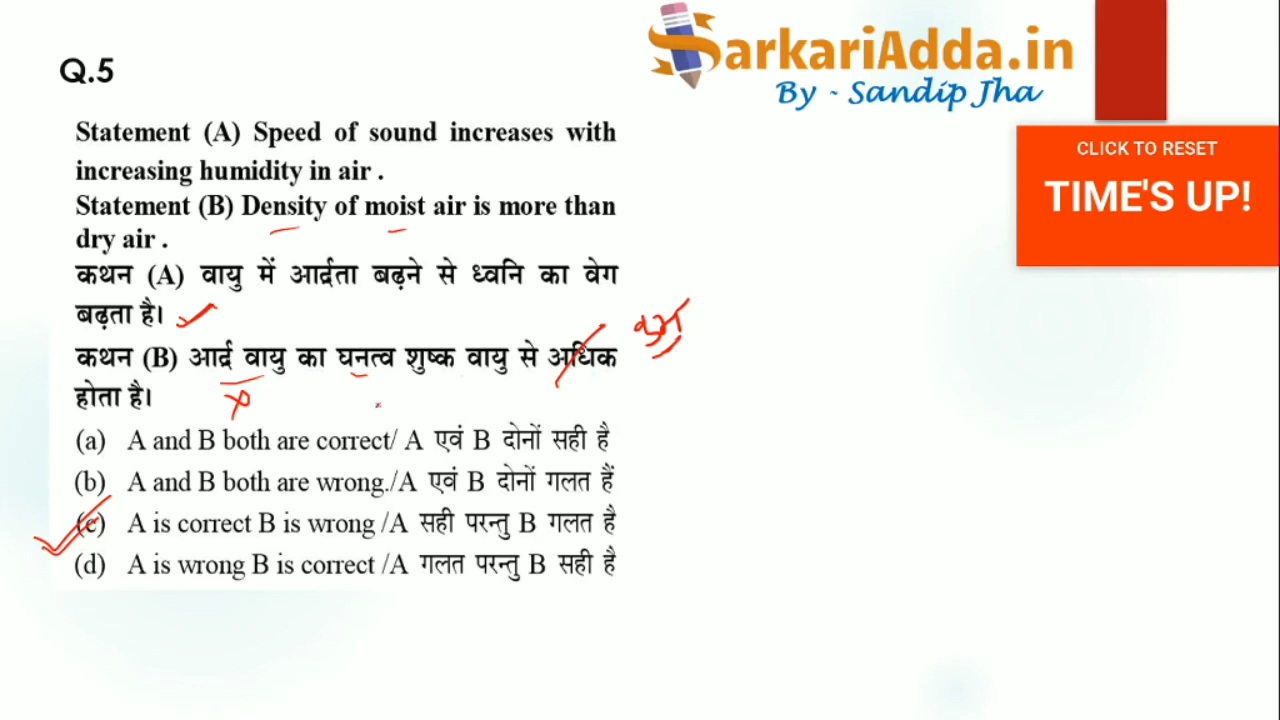 SarkariAdda.in
By - Sandip Jha
CLICK TO RESET
TIME'S UP!
Q.5
Statement (A) Speed of sound increases with
increasing humidity in air .
Statement (B) Density of moist air is more than
dry air .
कथन (A) वायु में आर्द्रता बढ़ने से ध्वनि का वेग
बढ़ता है।
कथन (B) आर्द्र वायु का घनत्व शुष्क वायु से अधिक
कम
होता है।
(a) A and B both are correct/ A एवं B दोनों सही है
(b) A and B both are wrong./A एवं B दोनों गलत हैं
(c) A is correct B is wrong /A सही परन्तु B गलत है
(d) A is wrong B is correct /A गलत परन्तु B सही है